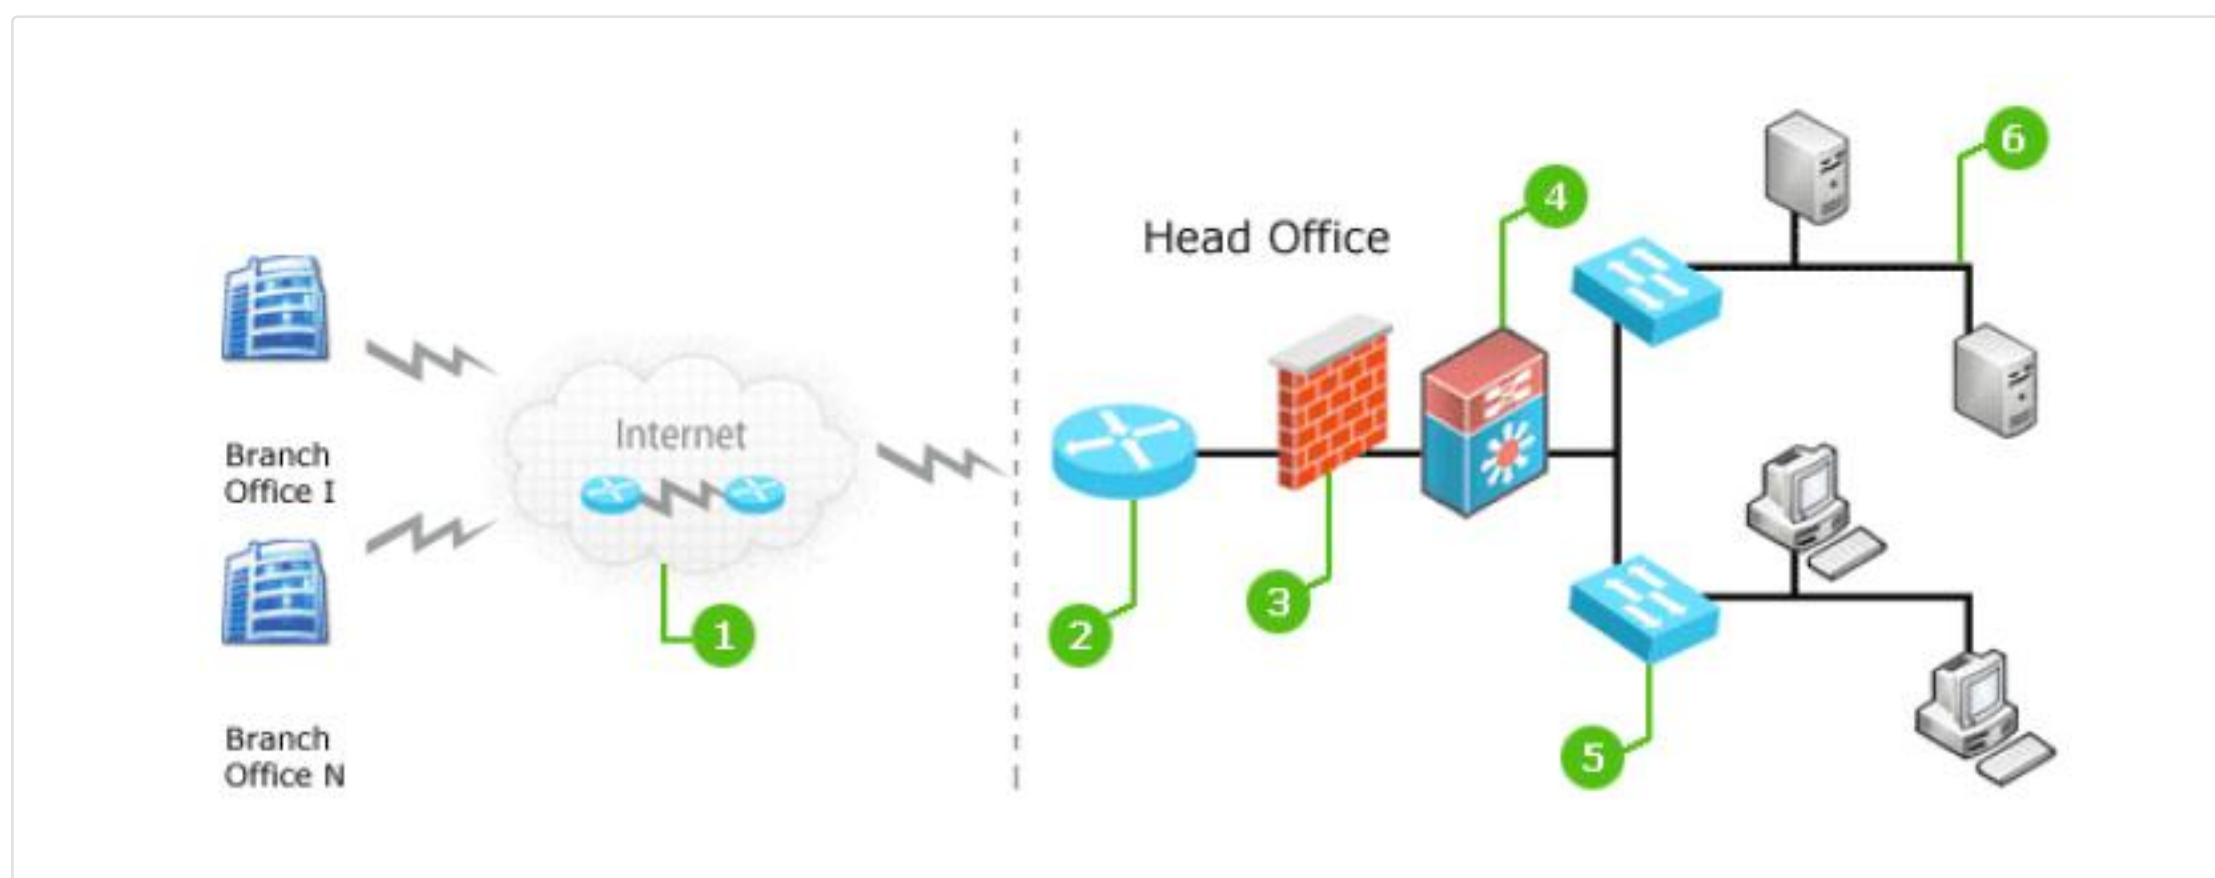 Branch
Office I
Branch
Office N
Internet
1
Head Office
2
3
4
5
6